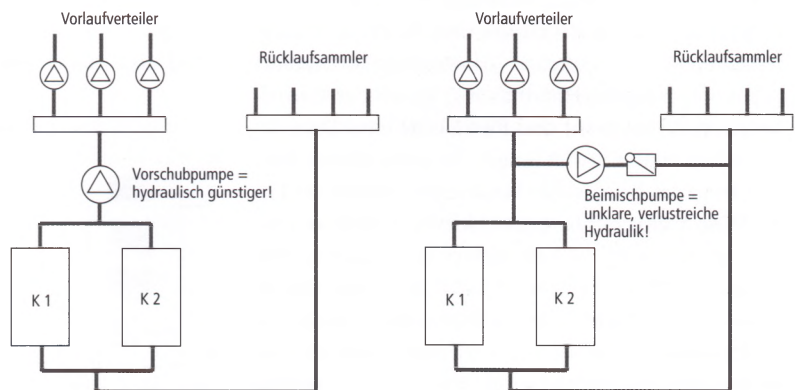 Vorlaufverteiler
Rücklaufsammler
Vorschubpumpe =
hydraulisch günstiger!
K 1
K 2
Vorlaufverteiler
Rücklaufsammler
Beimischpumpe =
unklare, verlustreiche
Hydraulik!
K 1
K 2